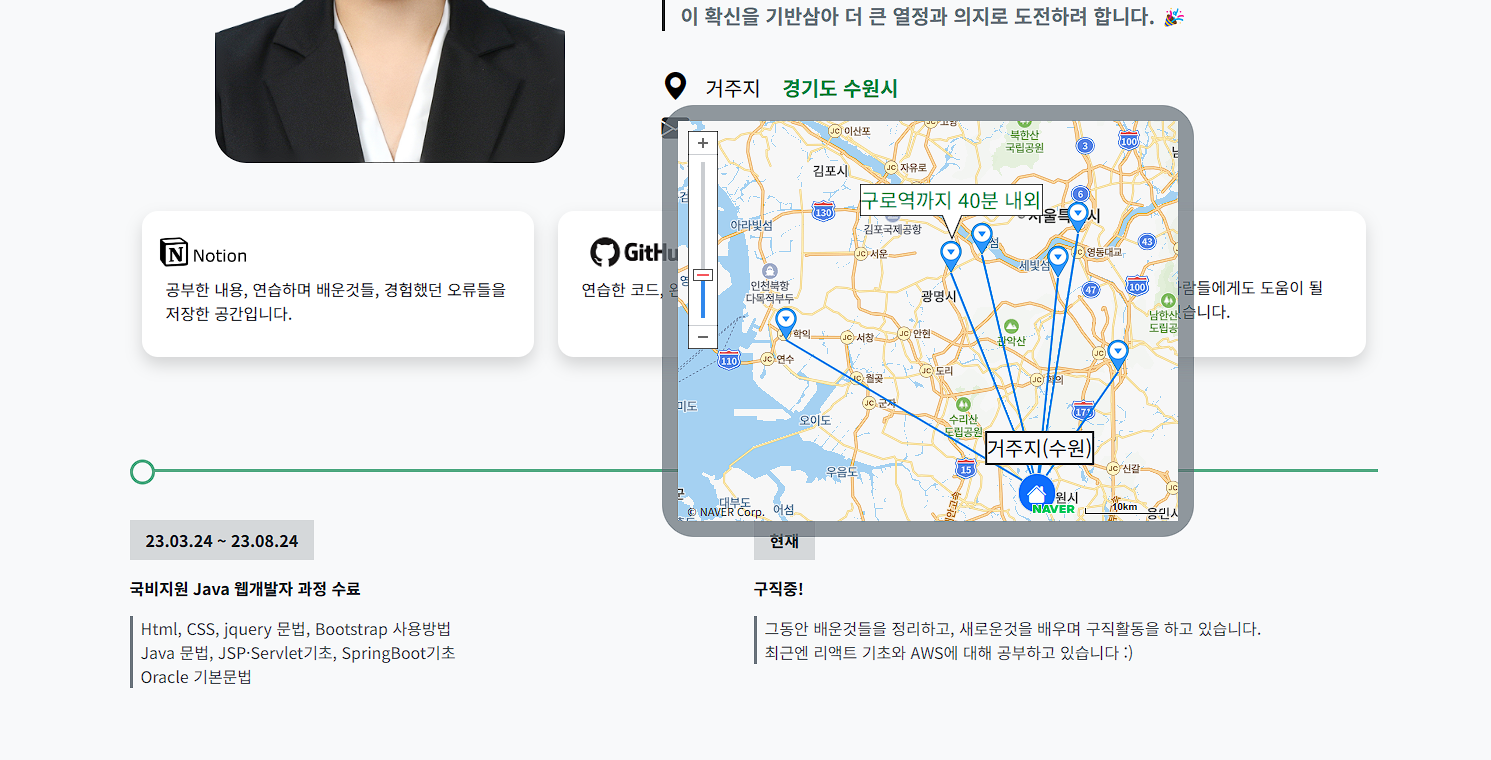 이 확신을 기반삼아 더 큰 열정과 의지로 도전하려 합니다. 🎉
거주지 경기도 수원시
JC 이산포
북한산
국립공원
3
100
김포시
JC 자유로
6
구로역까지 40분 내외
130
아라빛섬
김포국제공항
43
JC 서운
세빛섬
영동대교
인천북항
다목적부두
광명시
47
100
남한산
도립공
JC 학익
JC 서창
JC 안현
관악산
110
JC 연수
JC
JC 월곶
JC 도리
JC
미도
JC 군자
수리산
도립공원
171
오이도
거주지(수원)
우음도
15
JC 신갈
대부도
어섬
원시
JC
© NAVER Corp.
NAVER
10km
Notion
공부한 내용, 연습하며 배운것들, 경험했던 오류들을
저장한 공간입니다.
GitHu
연습한 코드,
람들에게도 도움이 될
습니다.
23.03.24 ~ 23.08.24
국비지원 Java 웹개발자 과정 수료
Html, CSS, jquery 문법, Bootstrap 사용방법
Java 문법, JSP·Servlet기초, SpringBoot기초
Oracle 기본문법
현재
구직중!
그동안 배운것들을 정리하고, 새로운것을 배우며 구직활동을 하고 있습니다.
최근엔 리액트 기초와 AWS에 대해 공부하고 있습니다 :)